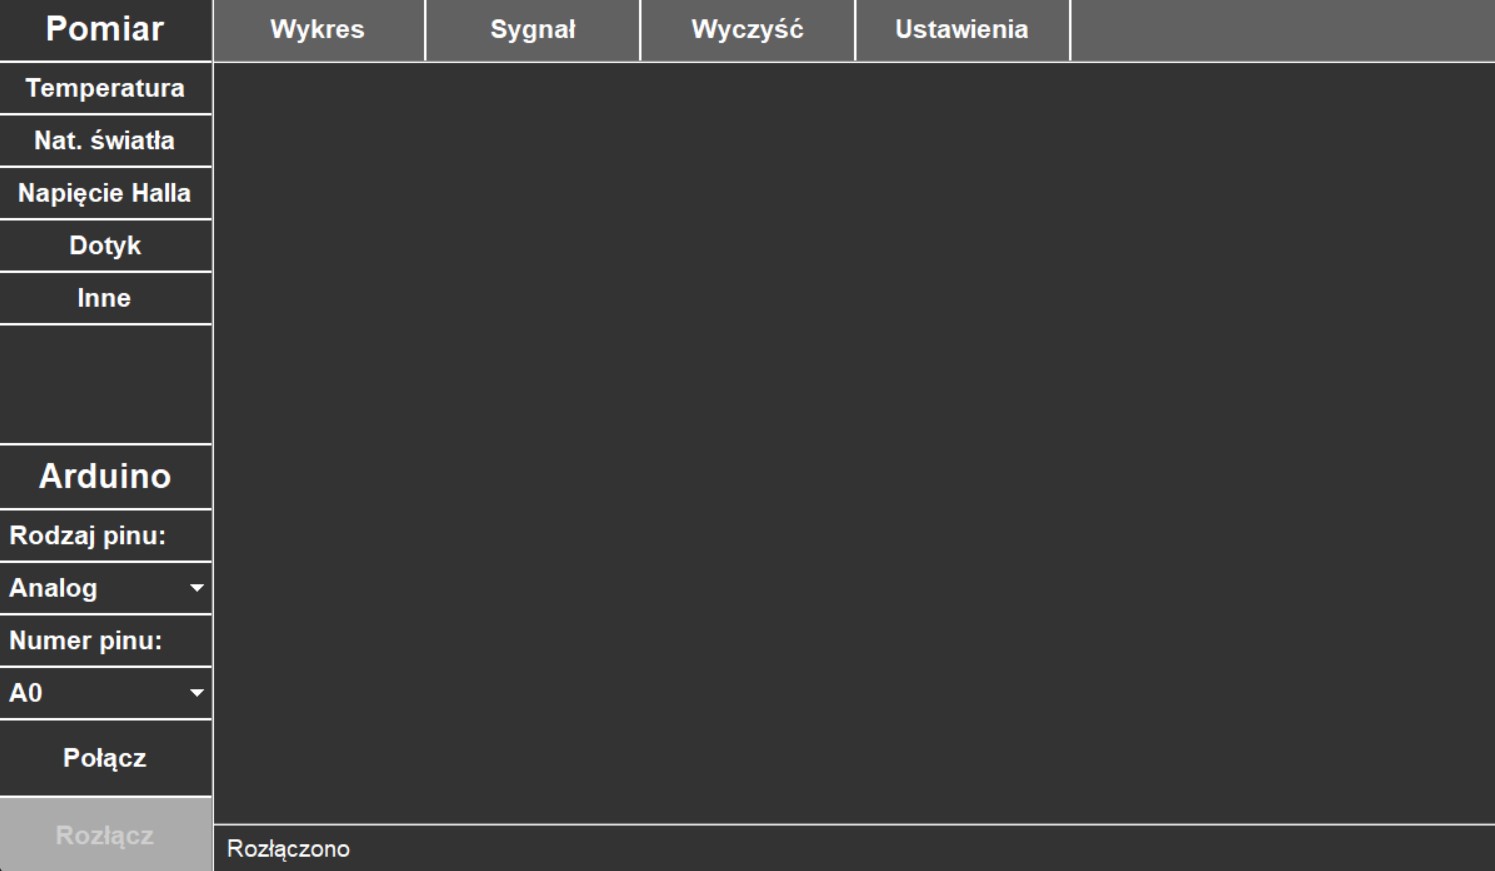 Pomiar
Wykres
Sygnał
Wyczyść
Ustawienia
Temperatura
Nat. światła
Napięcie Halla
Dotyk
Inne
Arduino
Rodzaj pinu:
Analog
Numer pinu:
A0
Połącz
Rozłącz
Rozłączono